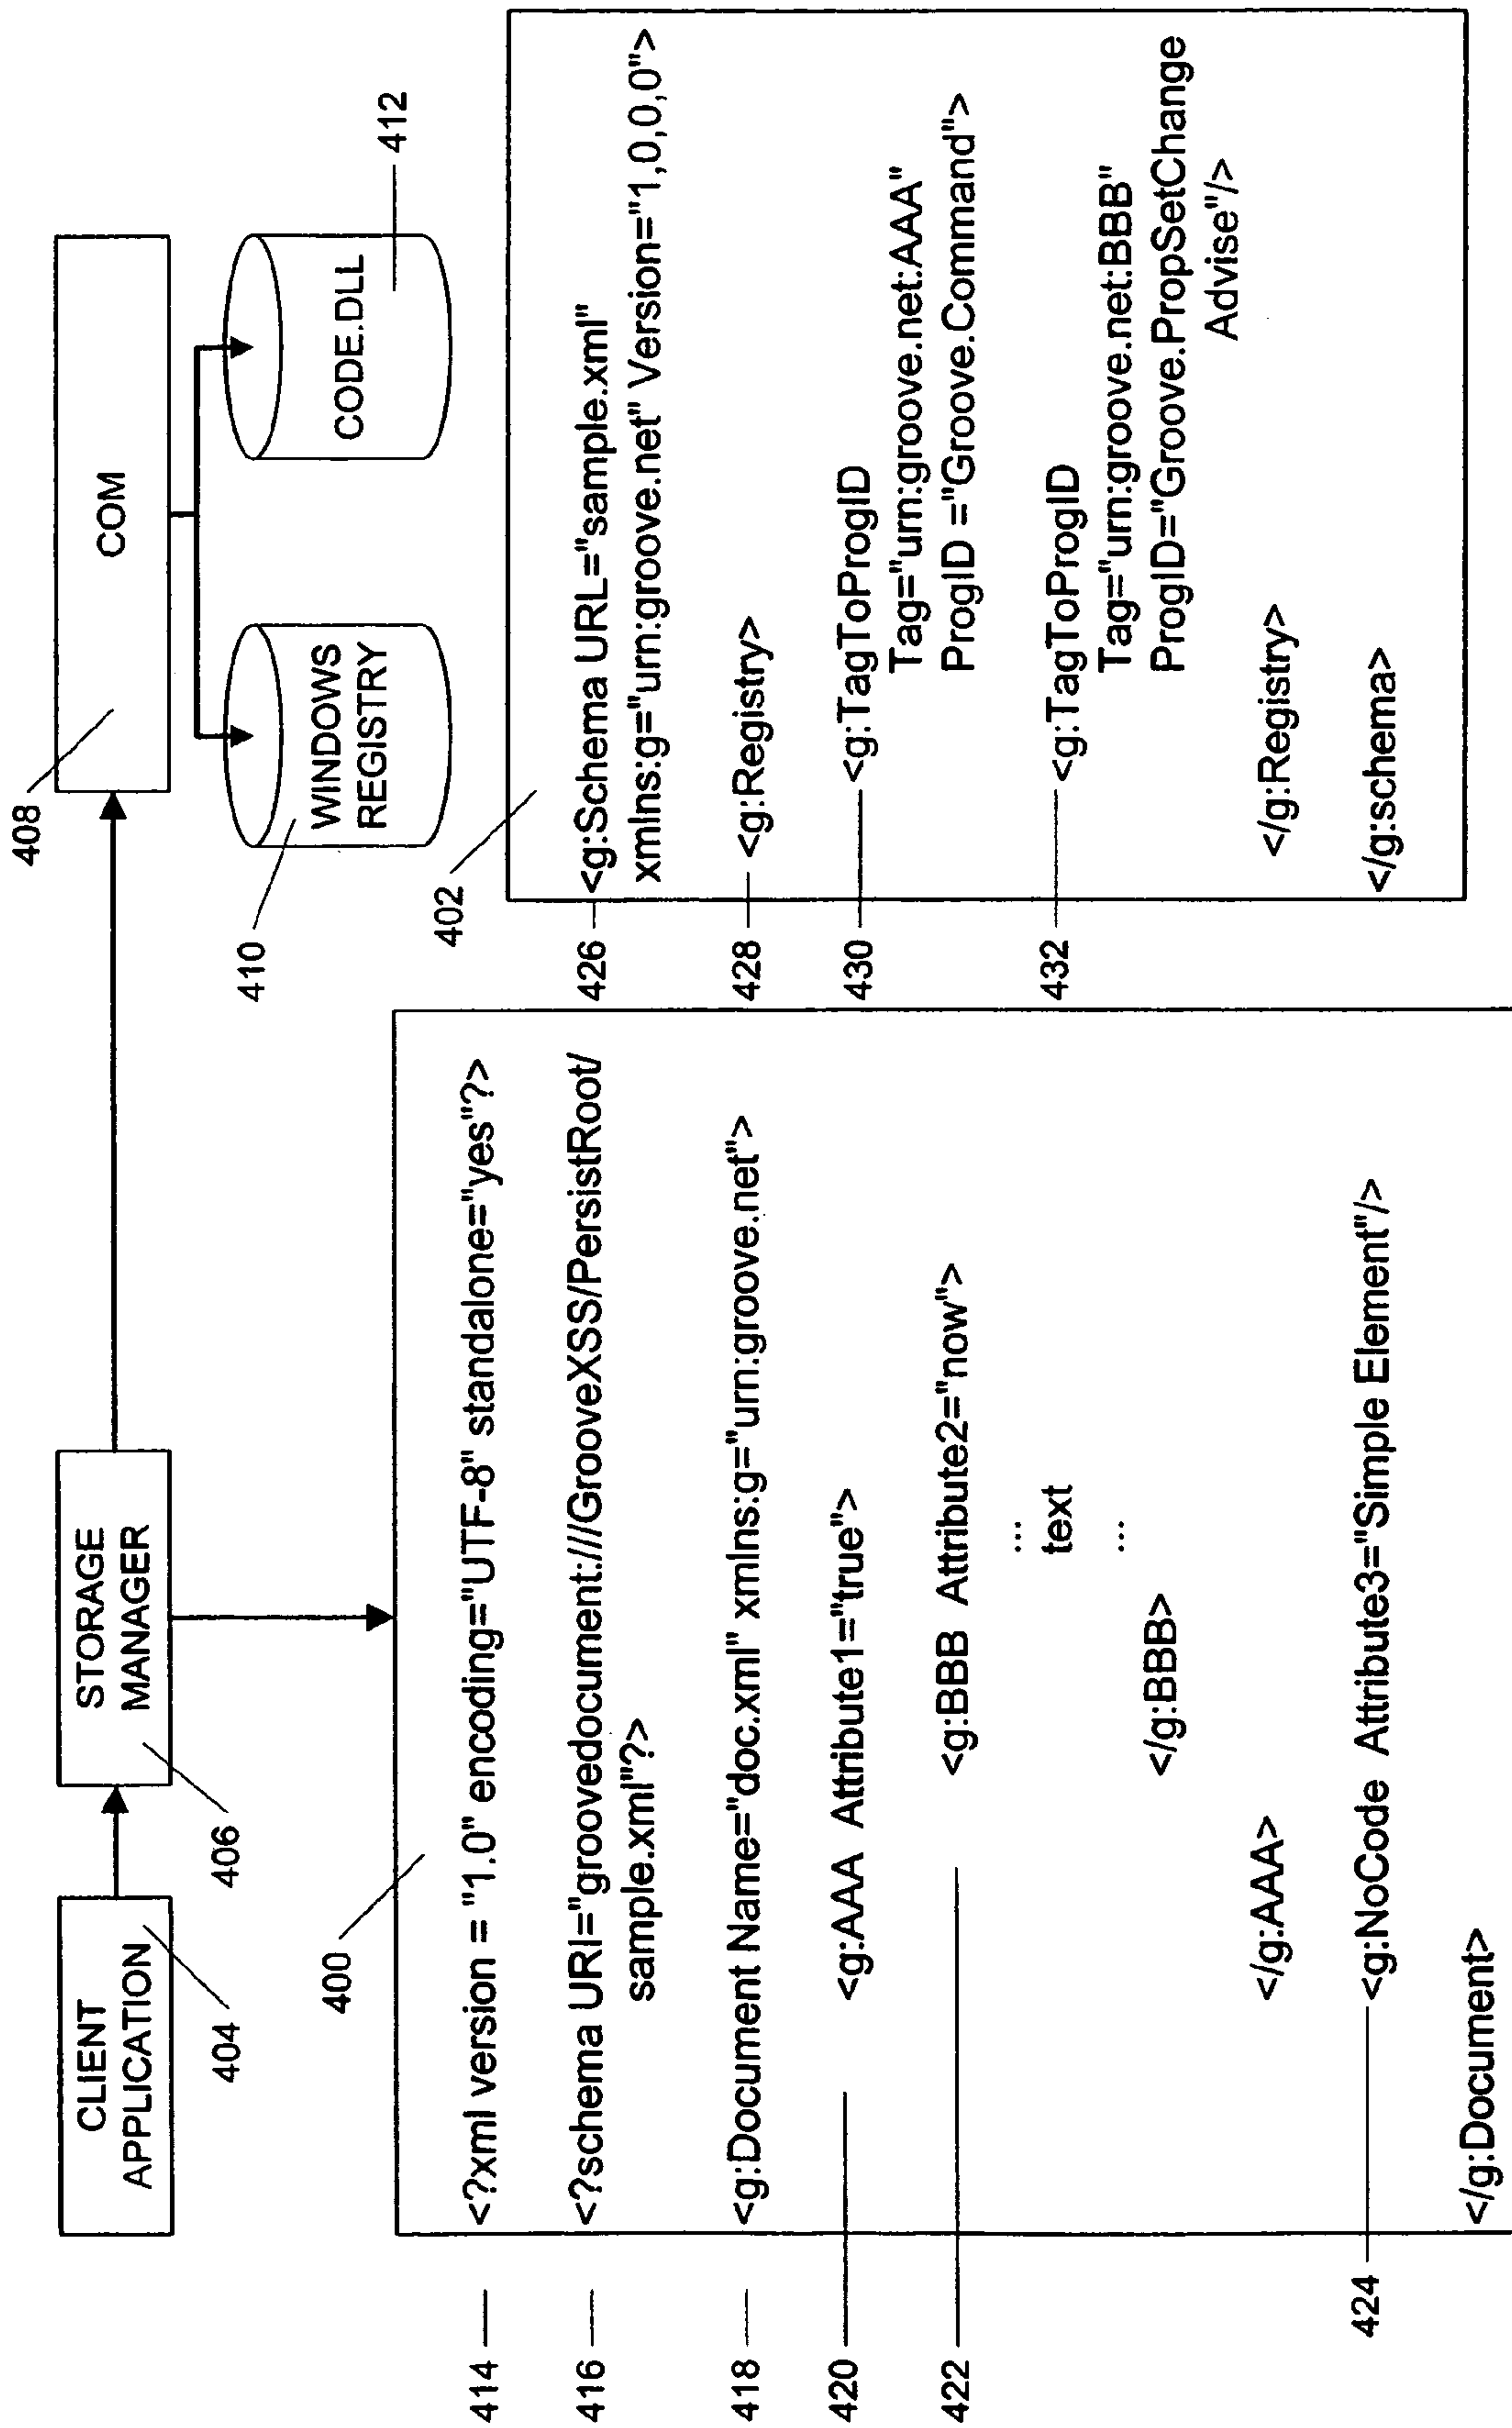 CLIENT
APPLICATION
404
STORAGE
MANAGER
406
408
COM
WINDOWS
REGISTRY
410
CODE.DLL
412
400
414
<?xml version = "1.0" encoding="UTF-8" standalone="yes"?>
416
<?schema URI="groovedocument:///GrooveXSS/PersistRoot/
sample.xml"?>
418
<g:Document Name="doc.xml" xmlns:g="urn:groove.net">
420
<g:AAA Attribute1="true">
422
<g:BBB Attribute2="now">
...
text
...
</g:BBB>
</g:AAA>
424
<g:NoCode Attribute3="Simple Element"/>
</g:Document>
402
426
<g:Schema URL="sample.xml"
xmlns:g="urn:groove.net" Version="1,0,0,0">
428
<g:Registry>
430
<g:TagToProgID
Tag="urn:groove.net:AAA"
ProgID ="Groove.Command">
432
<g:TagToProgID
Tag="urn:groove.net:BBB"
ProgID="Groove.PropSetChange
Advise"/>
</g:Registry>
</g:schema>